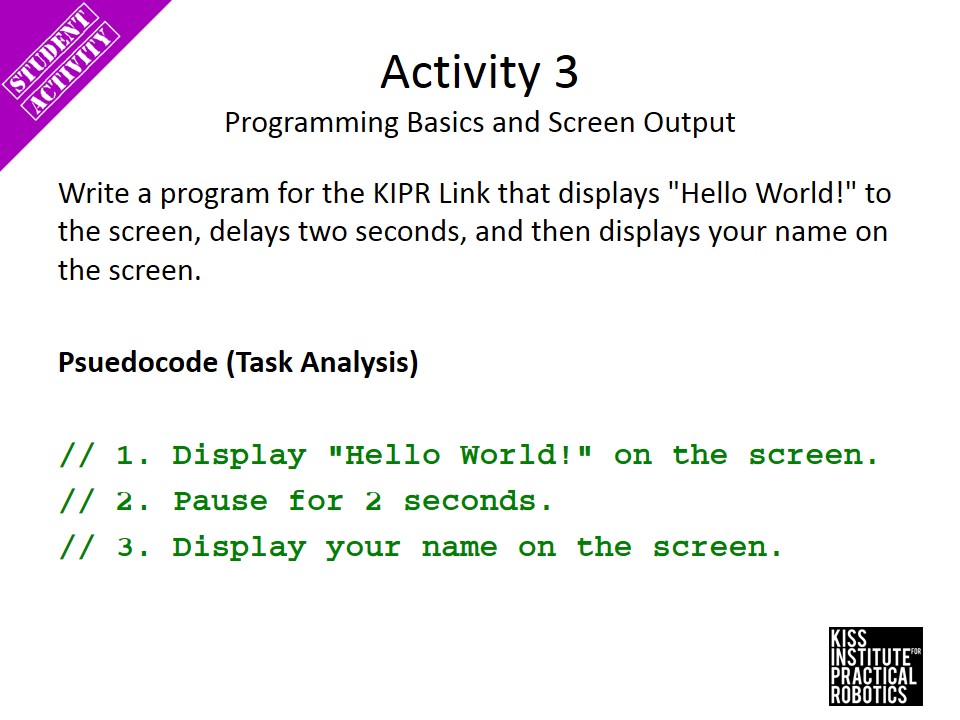 STUDENT
ACTIVITY
Activity 3
Programming Basics and Screen Output
Write a program for the KIPR Link that displays "Hello World!" to
the screen, delays two seconds, and then displays your name on
the screen.
Psuedocode (Task Analysis)
// 1. Display "Hello World!" on the screen.
// 2. Pause for 2 seconds.
// 3. Display your name on the screen.
KISS
INSTITUTE FOR
PRACTICAL
ROBOTICS